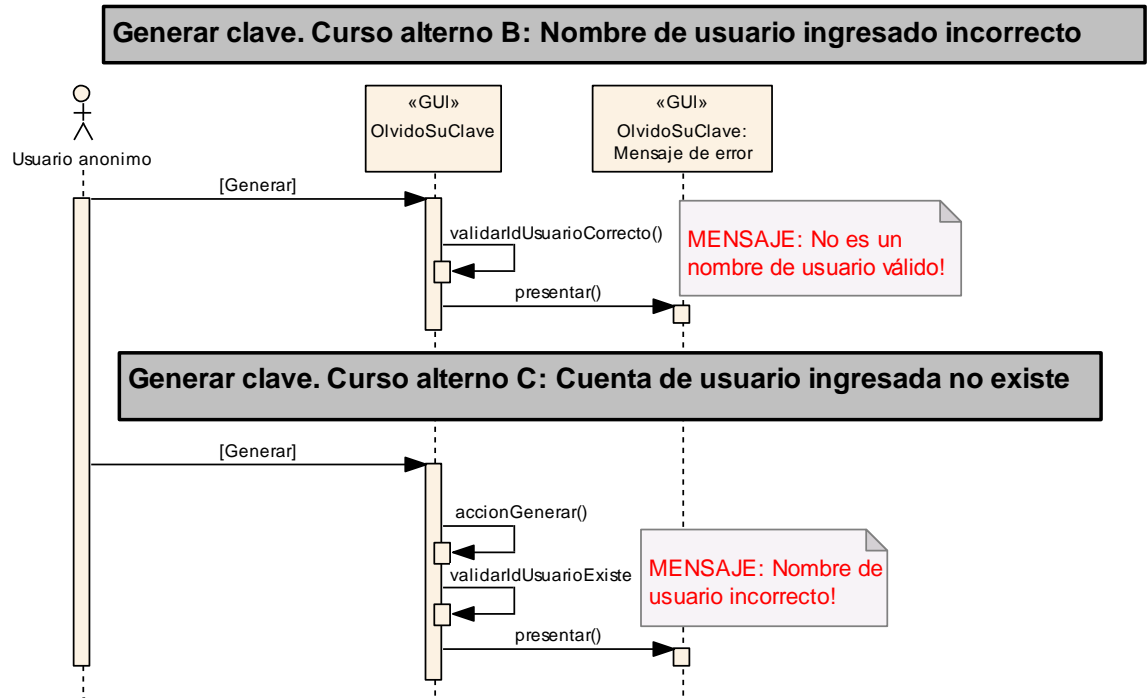 Generar clave. Curso alterno B: Nombre de usuario ingresado incorrecto
Usuario anonimo
«GUI»
OlvidoSuClave
«GUI»
OlvidoSuClave:
Mensaje de error
[Generar]
validarIdUsuarioCorrecto()
MENSAJE: No es un
nombre de usuario válido!
presentar()
Generar clave. Curso alterno C: Cuenta de usuario ingresada no existe
[Generar]
accionGenerar()
validarIdUsuarioExiste
MENSAJE: Nombre de
usuario incorrecto!
presentar()